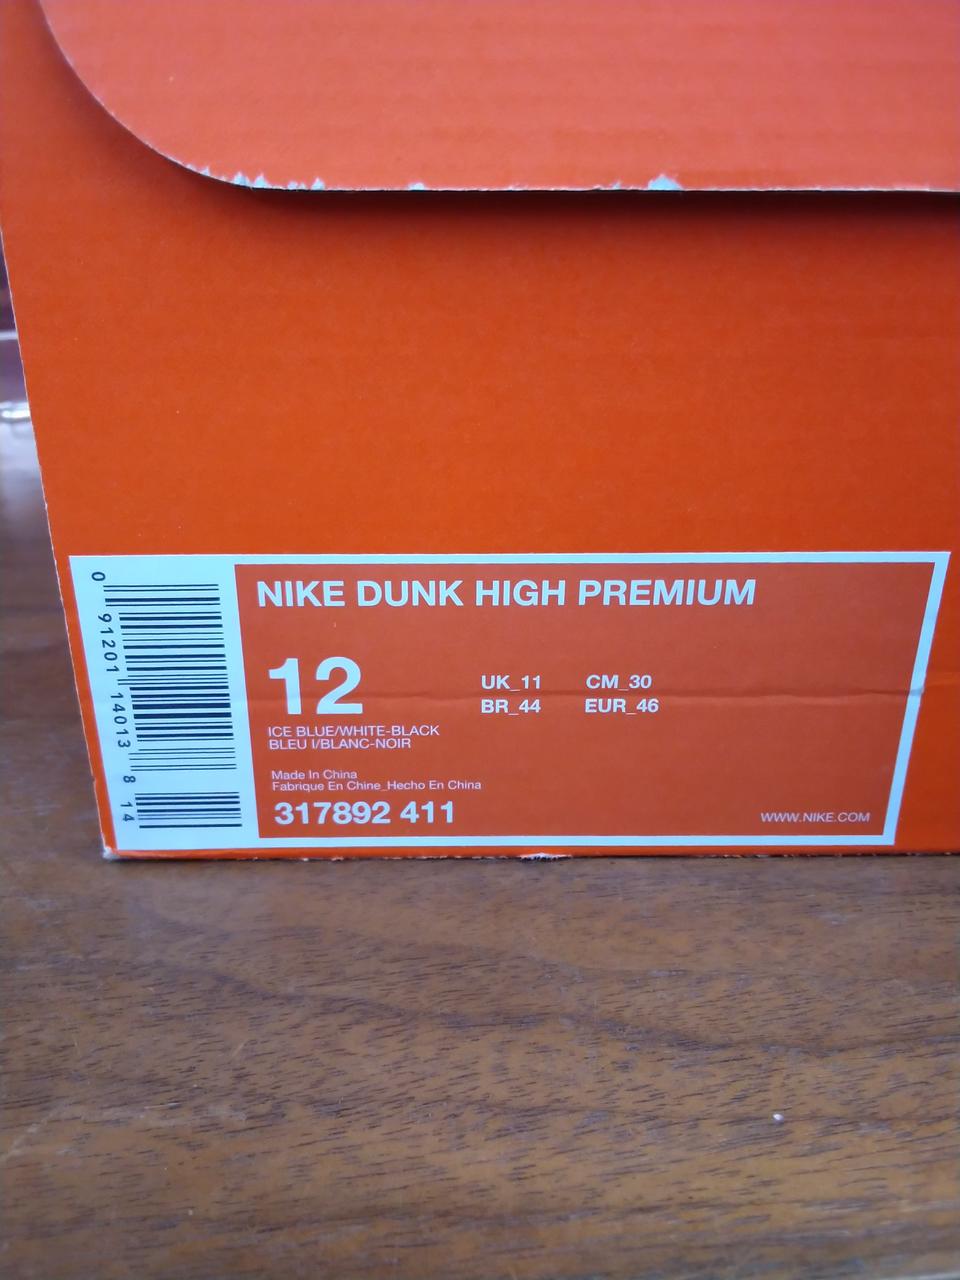 NIKE DUNK HIGH PREMIUM
12
UK_11 CM_30
BR_44 EUR_46
ICE BLUE/WHITE-BLACK
BLEU I/BLANC-NOIR
Made In China
Fabrique En Chine_Hecho En China
317892 411
WWW.NIKE.COM
0 91201 14013 8 14